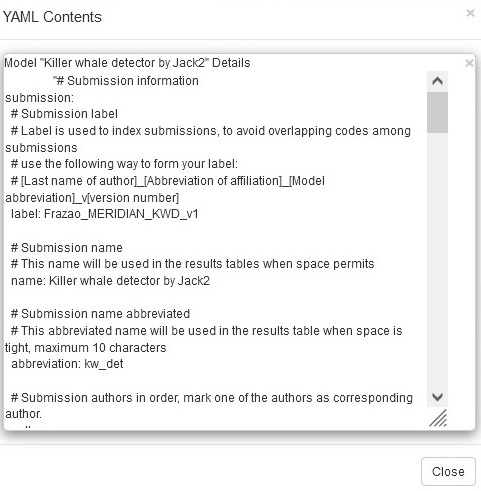 YAML Contents
×
Model "Killer whale detector by Jack2" Details
×
"# Submission information
submission:
# Submission label
# Label is used to index submissions, to avoid overlapping codes among
submissions
# use the following way to form your label:
# [Last name of author]_[Abbreviation of affiliation]_[Model
abbreviation]_v[version number]
label: Frazao_MERIDIAN_KWD_v1
# Submission name
# This name will be used in the results tables when space permits
name: Killer whale detector by Jack2
# Submission name abbreviated
# This abbreviated name will be used in the results table when space is
tight, maximum 10 characters
abbreviation: kw_det
# Submission authors in order, mark one of the authors as corresponding
author.
Close